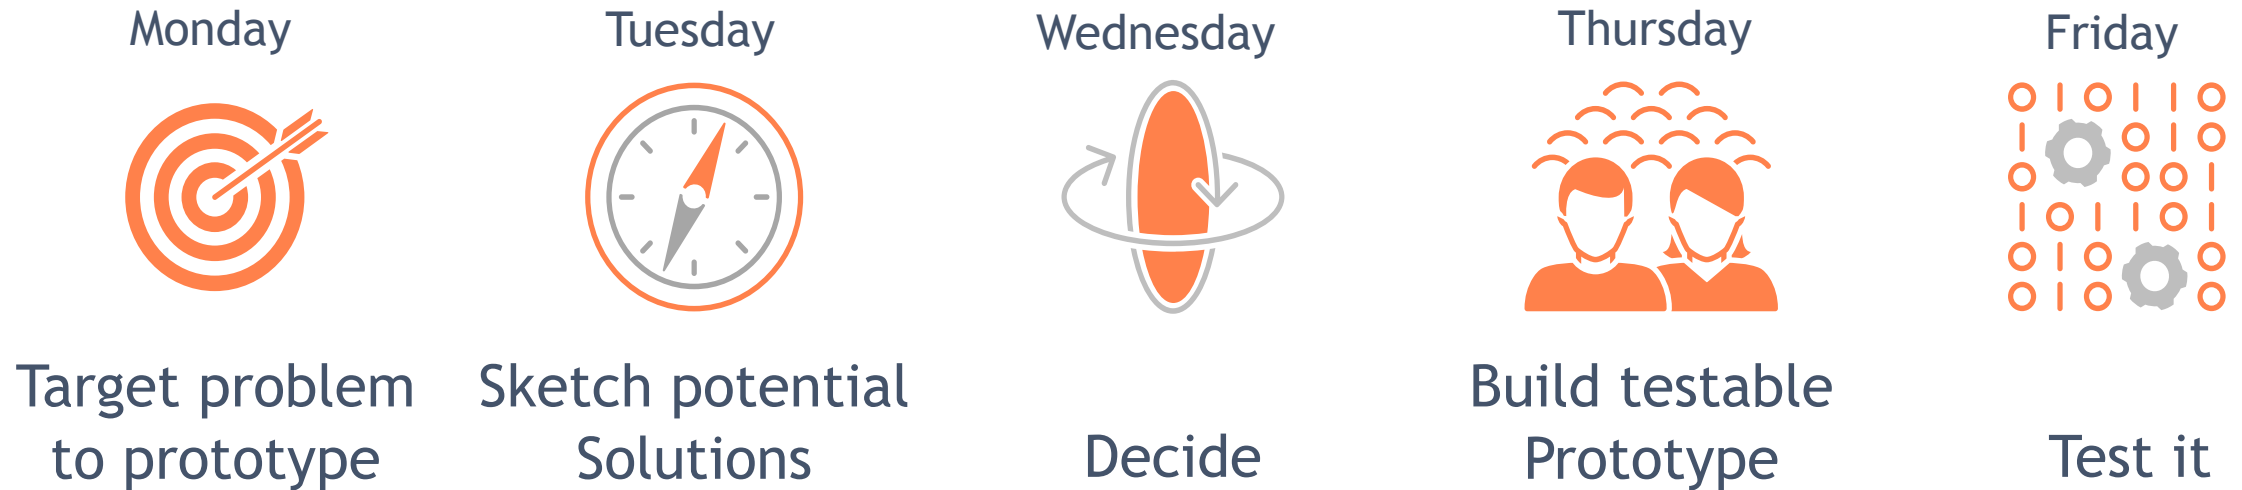 Monday
Tuesday
Wednesday
Thursday
Friday
Target problem
to prototype
Sketch potential
Solutions
Decide
Build testable
Prototype
Test it